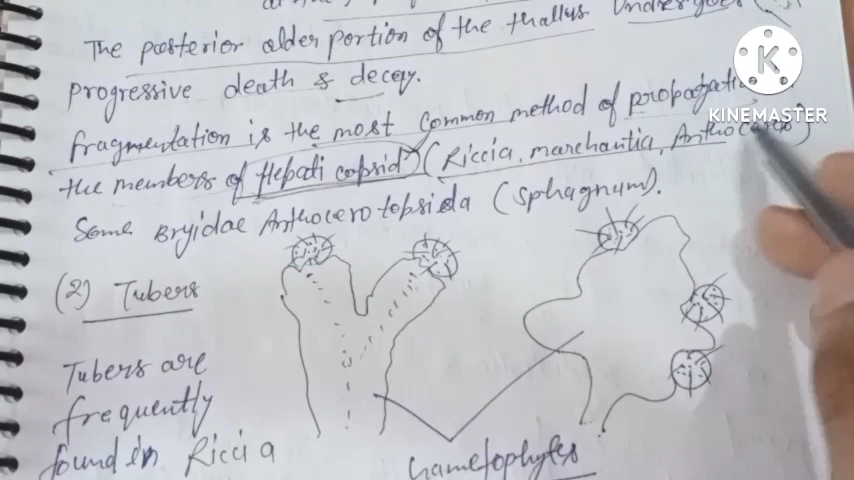 The posterior older portion of the thallus undergoes
progressive death & decay.
KINEMASTER
fragmentation is the most common method of propagati
the members of Hepaticopsida (Riccia, marchantia, Anthoceros)
Some Bryidae Anthocerotopsida (Sphagnum).
(2) Tubers
Tubers are
frequently
found in Riccia
Gametophytes